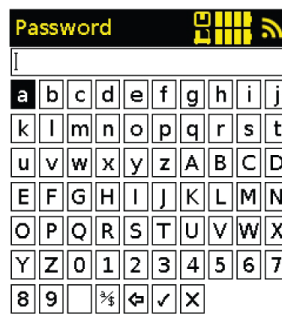 Password
a b c d e f g h i j
k l m n o p q r s t
u v w x y z A B C D
E F G H I J K L M N
O P Q R S T U V W X
Y Z 0 1 2 3 4 5 6 7
8 9 a/$ ⇦ ✓ ✕